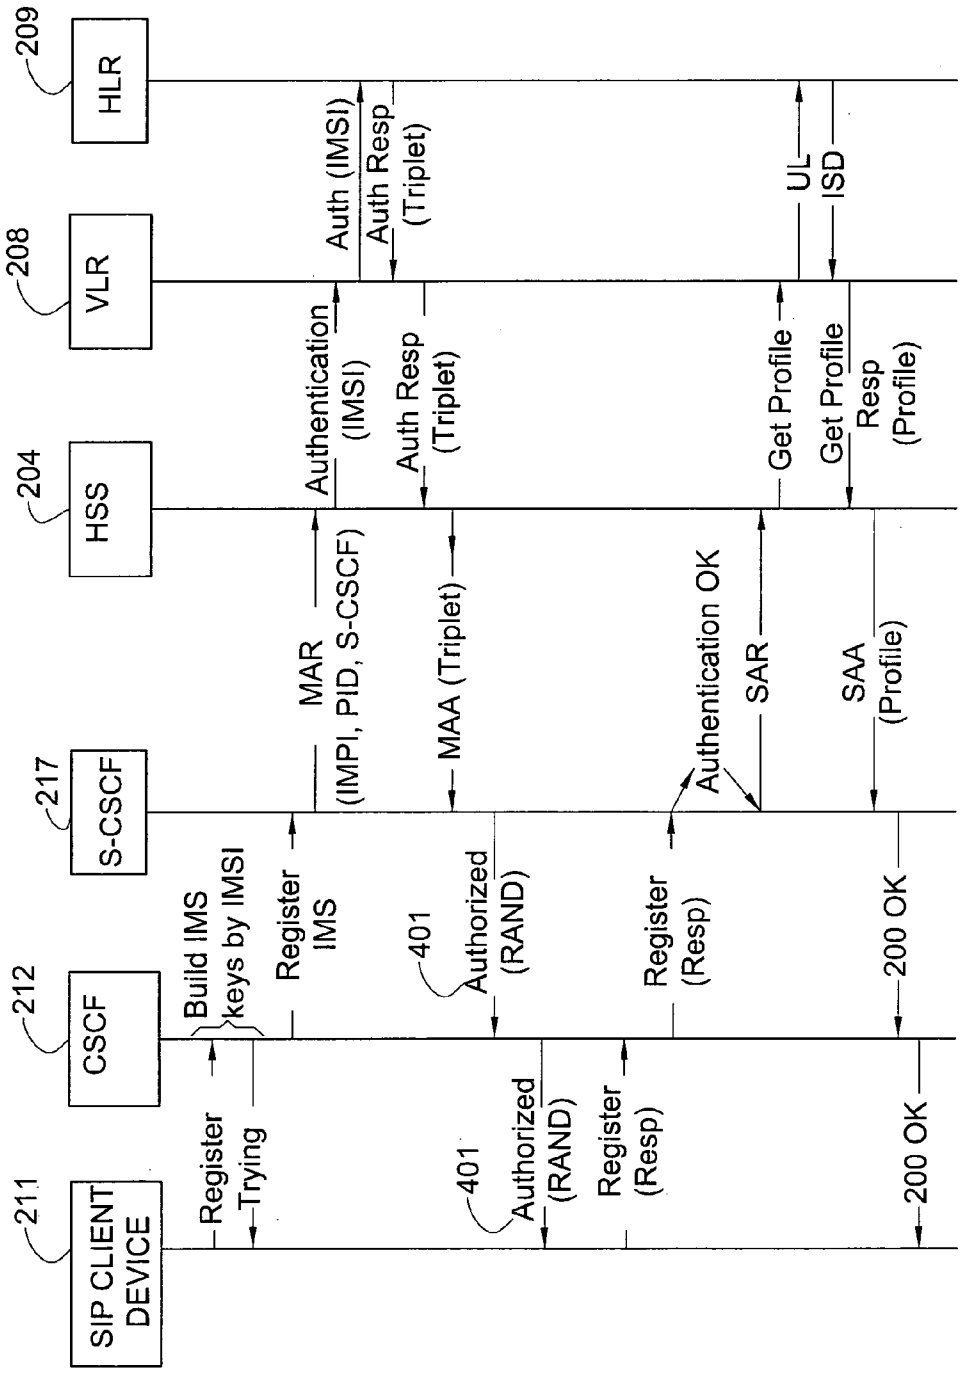 211
SIP CLIENT
DEVICE
212
CSCF
217
S-CSCF
204
HSS
208
VLR
209
HLR
Register
Trying
Build IMS
keys by IMSI
Register
IMS
MAR
(IMPI, PID, S-CSCF)
Authentication
(IMSI)
Auth (IMSI)
Auth Resp
(Triplet)
Auth Resp
(Triplet)
MAA (Triplet)
401
Authorized
(RAND)
401
Authorized
(RAND)
Register
(Resp)
Register
(Resp)
Authentication OK
SAR
Get Profile
UL
ISD
Get Profile
Resp
(Profile)
SAA
(Profile)
200 OK
200 OK